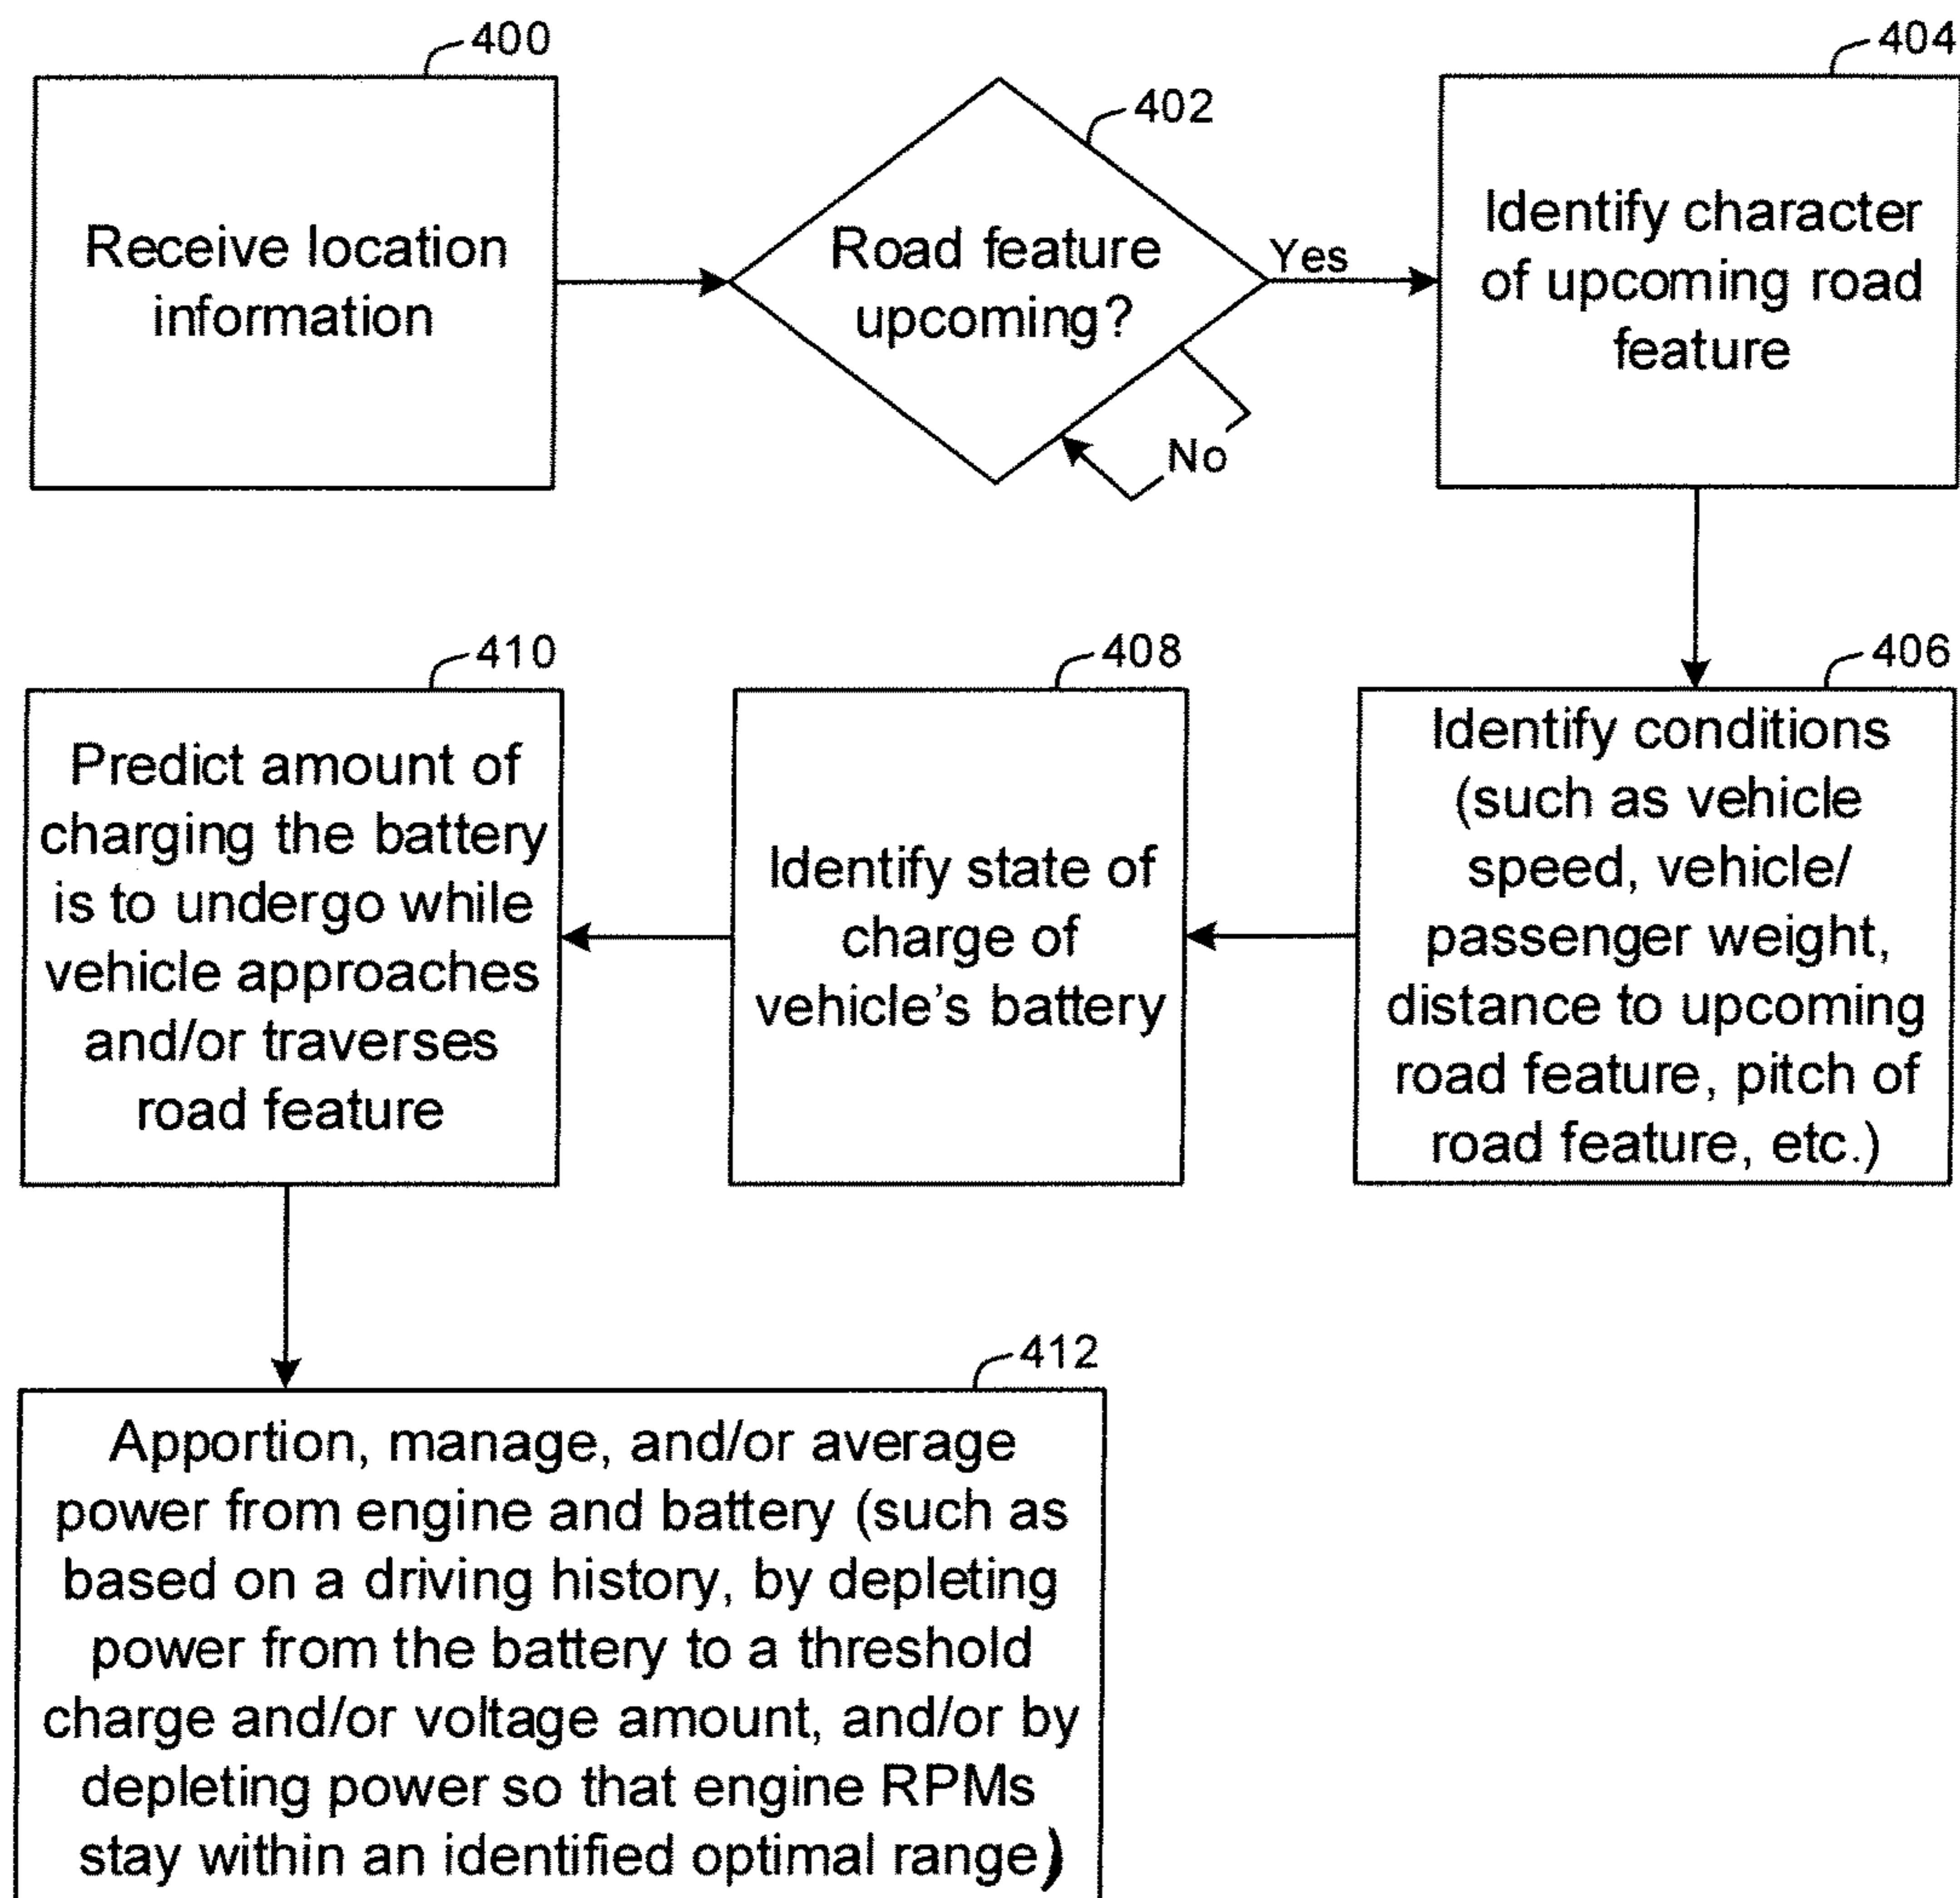 400
Receive location
information
402
Road feature
upcoming?
Yes
No
404
Identify character
of upcoming road
feature
406
Identify conditions
(such as vehicle
speed, vehicle/
passenger weight,
distance to upcoming
road feature, pitch of
road feature, etc.)
408
Identify state of
charge of
vehicle's battery
410
Predict amount of
charging the battery
is to undergo while
vehicle approaches
and/or traverses
road feature
412
Apportion, manage, and/or average
power from engine and battery (such as
based on a driving history, by depleting
power from the battery to a threshold
charge and/or voltage amount, and/or by
depleting power so that engine RPMs
stay within an identified optimal range)